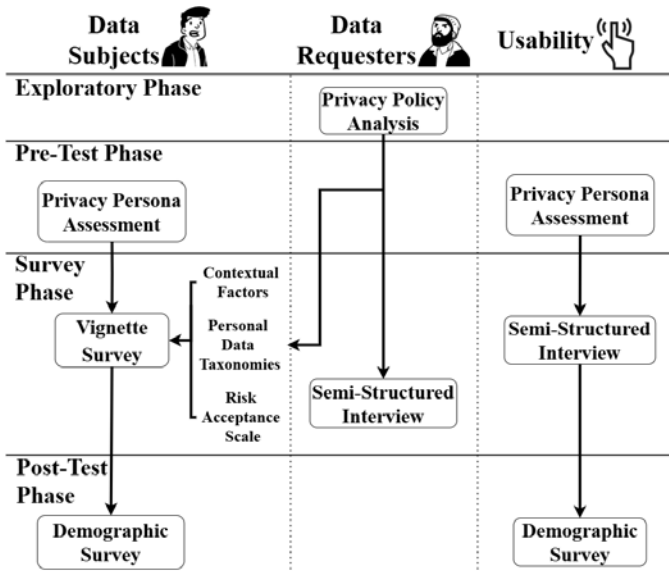 Data
Subjects
Data
Requesters
Usability
Exploratory Phase
Privacy Policy
Analysis
Pre-Test Phase
Privacy Persona
Assessment
Privacy Persona
Assessment
Survey
Phase
Contextual
Factors
Vignette
Survey
Personal
Data
Taxonomies
Semi-Structured
Interview
Risk
Acceptance
Scale
Semi-Structured
Interview
Post-Test
Phase
Demographic
Survey
Demographic
Survey